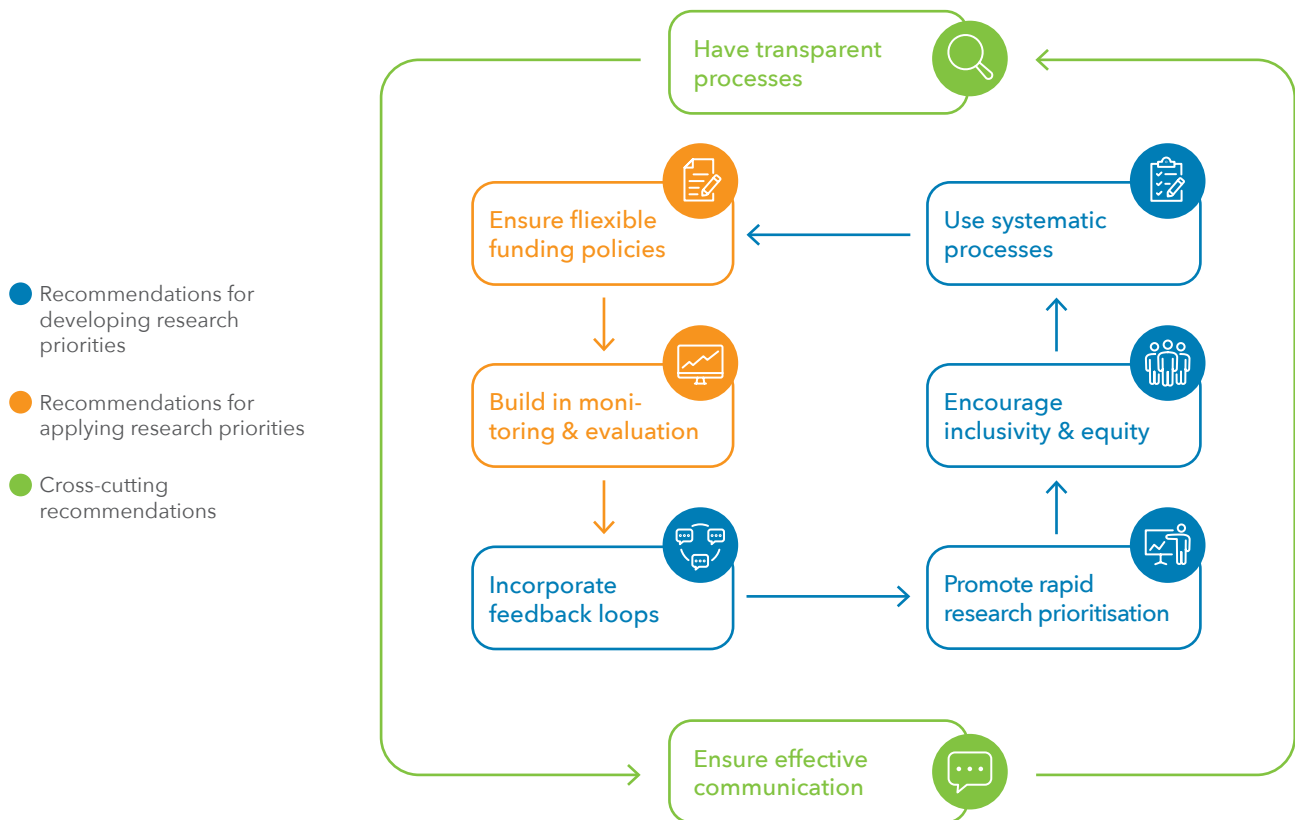 Have transparent
processes
Ensure fliexible
funding policies
Use systematic
processes
Recommendations for
developing research
priorities
Recommendations for
applying research priorities
Cross-cutting
recommendations
Build in moni-
toring & evaluation
Encourage
inclusivity & equity
Incorporate
feedback loops
Promote rapid
research prioritisation
Ensure effective
communication